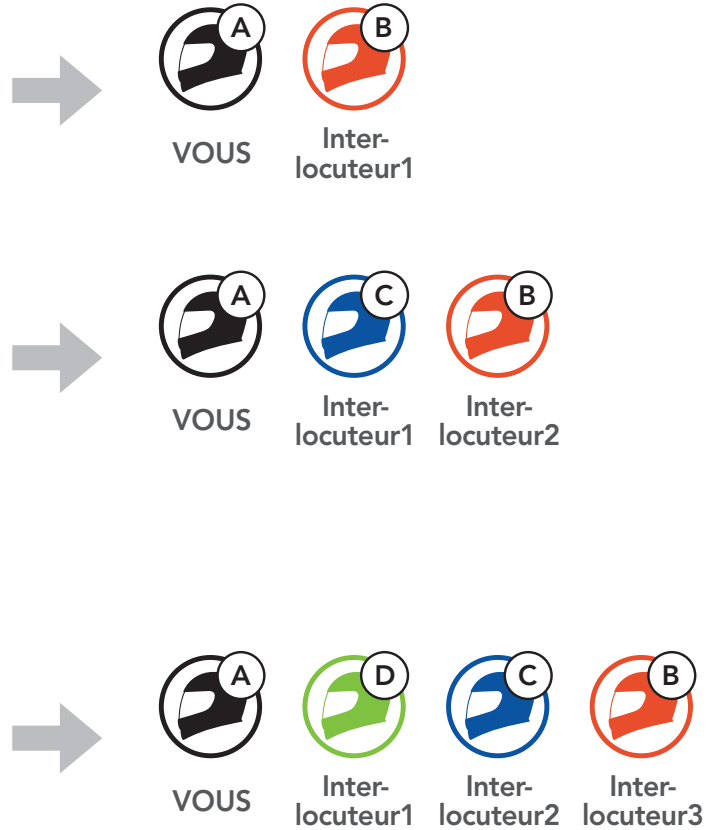 A B
VOUS Inter-
locuteur1
A C B
VOUS Inter- Inter-
locuteur1 locuteur2
A D C B
VOUS Inter- Inter- Inter-
locuteur1 locuteur2 locuteur3